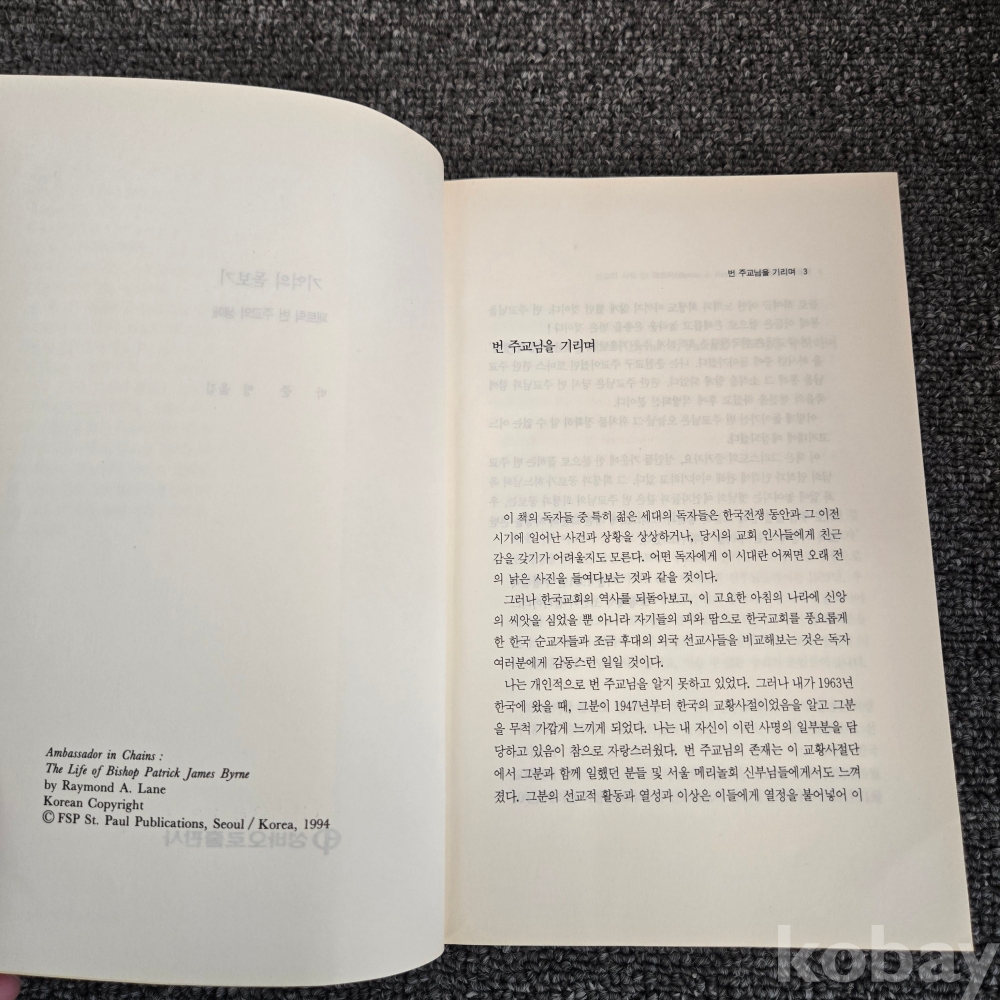 Ambassador in Chains :
The Life of Bishop Patrick James Byrne
by Raymond A. Lane
Korean Copyright
© FSP St. Paul Publications, Seoul / Korea, 1994
번 주교님을 기리며 3
번 주교님을 기리며
이 책의 독자들 중 특히 젊은 세대의 독자들은 한국전쟁 동안과 그 이전
시기에 일어난 사건과 상황을 상상하거나, 당시의 교회 인사들에게 친근
감을 갖기가 어려울지도 모른다. 어떤 독자에게 이 시대란 어쩌면 오래 전
의 낡은 사진을 들여다보는 것과 같을 것이다.
그러나 한국교회의 역사를 되돌아보고, 이 고요한 아침의 나라에 신앙
의 씨앗을 심었을 뿐 아니라 자기들의 피와 땀으로 한국교회를 풍요롭게
한 한국 순교자들과 조금 후대의 외국 선교사들을 비교해보는 것은 독자
여러분에게 감동스런 일일 것이다.
나는 개인적으로 번 주교님을 알지 못하고 있었다. 그러나 내가 1963년
한국에 왔을 때, 그분이 1947년부터 한국의 교황사절이었음을 알고 그분
을 무척 가깝게 느끼게 되었다. 나는 내 자신이 이런 사명의 일부분을 담
당하고 있음이 참으로 자랑스러웠다. 번 주교님의 존재는 이 교황사절단
에서 그분과 함께 일했던 분들 및 서울 메리놀회 신부님들에게서도 느껴
졌다. 그분의 선교적 활동과 열성과 이상은 이들에게 열정을 불어넣어 이
kobay